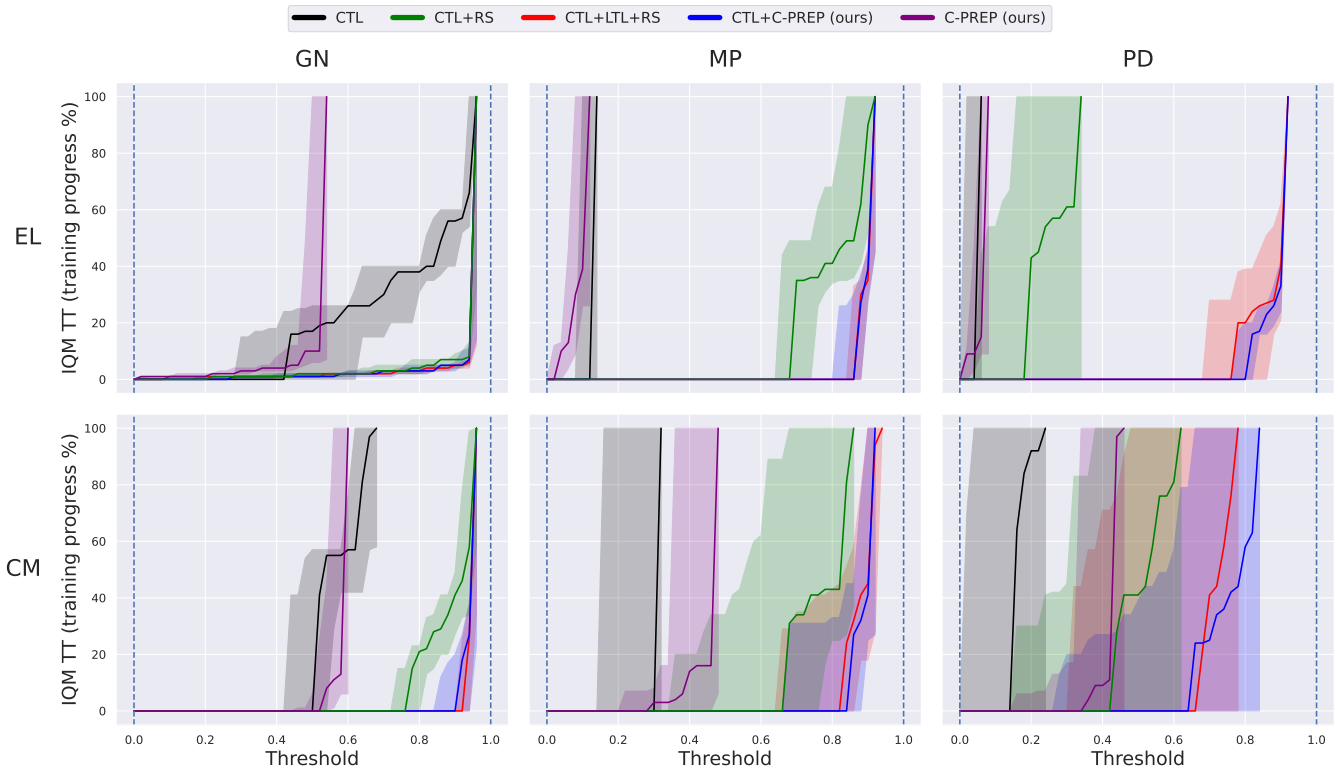 CTL CTL+RS CTL+LTL+RS CTL+C-PREP (ours) C-PREP (ours)
GN MP PD
EL
IQM TT (training progress %)
100
80
60
40
20
0
CM
IQM TT (training progress %)
100
80
60
40
20
0
0.0 0.2 0.4 0.6 0.8 1.0 0.0 0.2 0.4 0.6 0.8 1.0 0.0 0.2 0.4 0.6 0.8 1.0
Threshold Threshold Threshold